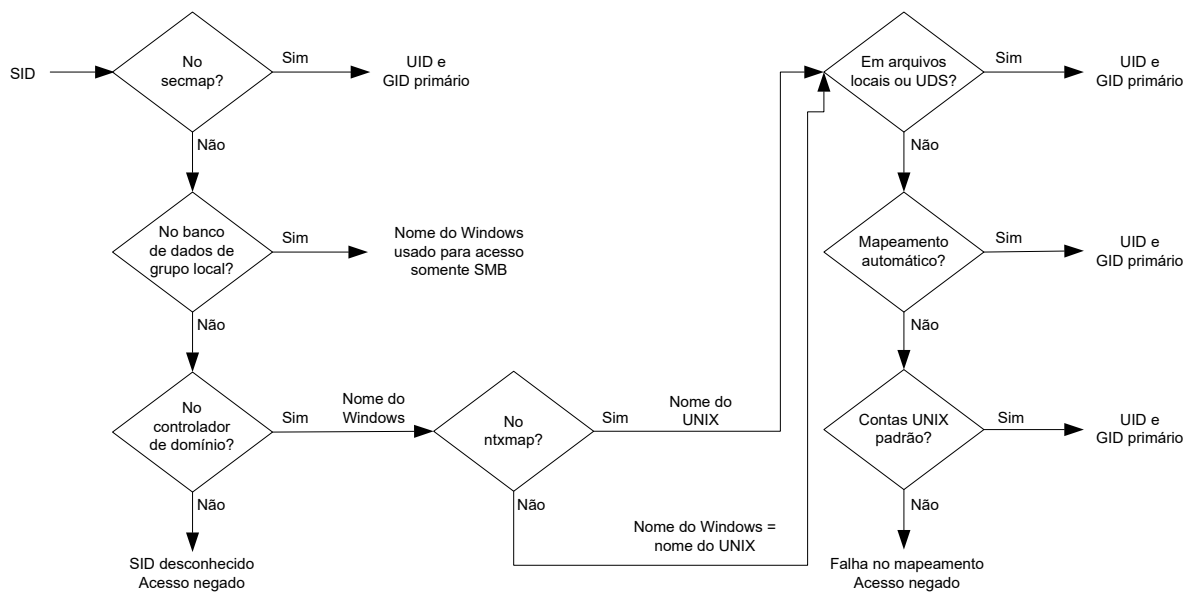 SID
No
secmap?
Sim
UID e
GID primário
Não
No banco
de dados de
grupo local?
Sim
Nome do Windows
usado para acesso
somente SMB
Não
No
controlador
de domínio?
Sim
Nome do
Windows
Não
SID desconhecido
Acesso negado
No
ntxmap?
Sim
Nome do
UNIX
Não
Nome do Windows =
nome do UNIX
Em arquivos
locais ou UDS?
Sim
UID e
GID primário
Não
Mapeamento
automático?
Sim
UID e
GID primário
Não
Contas UNIX
padrão?
Sim
UID e
GID primário
Não
Falha no mapeamento
Acesso negado